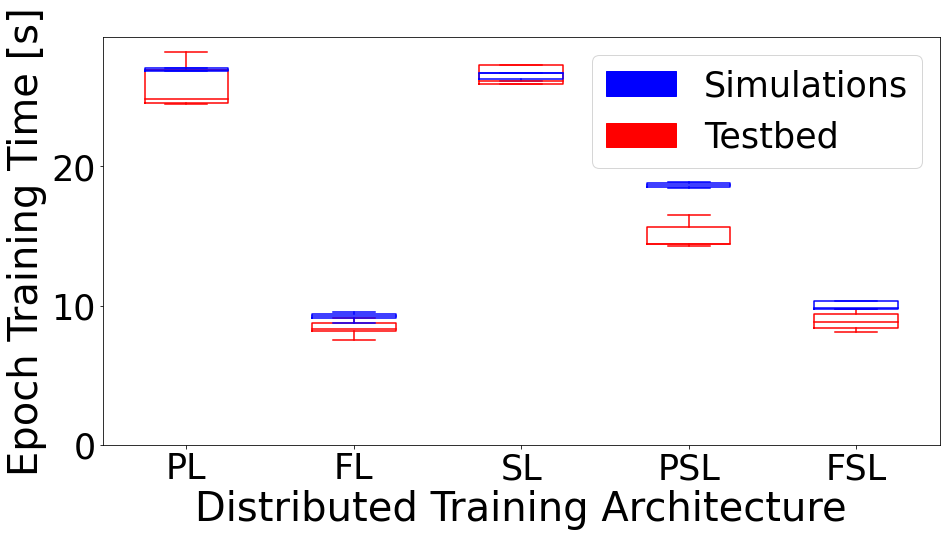 Epoch Training Time [s]
20
10
0
Simulations
Testbed
PL FL SL PSL FSL
Distributed Training Architecture